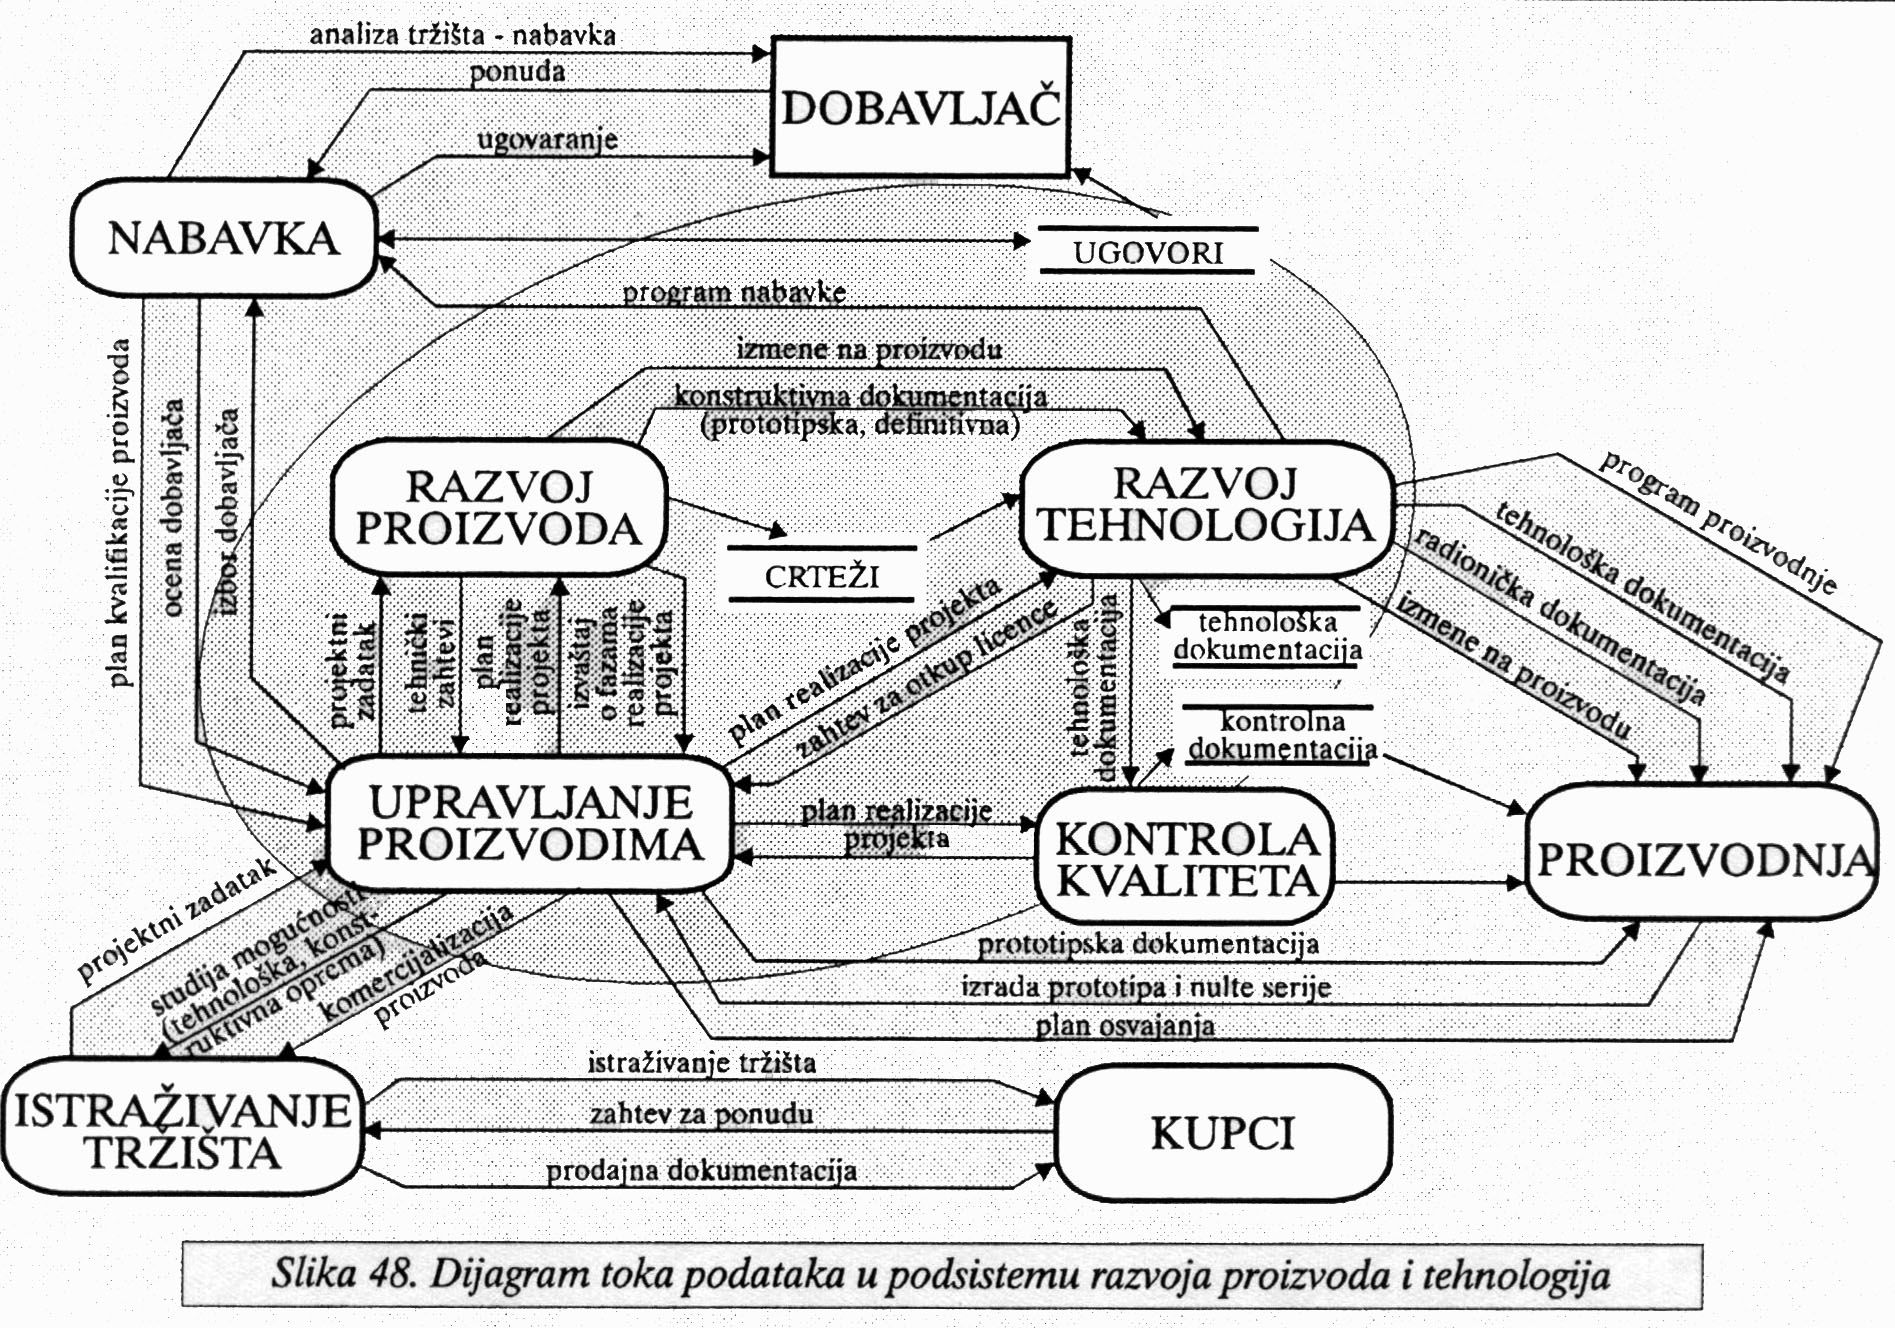 analiza tržišta - nabavka
ponuda
DOBAVLJAČ
ugovaranje
NABAVKA
UGOVORI
program nabavke
izmene na proizvodu
konstruktivna dokumentacija
(prototipska, definitivna)
plan kvalifikacije proizvoda
ocena dobavljača
izbor dobavljača
RAZVOJ
PROIZVODA
CRTEŽI
RAZVOJ
TEHNOLOGIJA
program proizvodnje
tehnološka dokumentacija
radionička dokumentacija
izmene na proizvodu
projektni
zadatak
tehnički
zahtevi
plan
realizacije
projekta
izvaštaj
o fazama
realizacije
projekta
plan realizacije projekta
zahtev za otkup licence
tehnološka
dokumentacija
tehnološka
dokumentacija
kontrolna
dokumentacija
UPRAVLJANJE
PROIZVODIMA
plan realizacije
projekta
KONTROLA
KVALITETA
PROIZVODNJA
projektni zadatak
studija mogućnosti
(tehnološka, konst-
ruktivna oprema)
komercijalizacija
proizvoda
prototipska dokumentacija
izrada prototipa i nulte serije
plan osvajanja
ISTRAŽIVANJE
TRŽIŠTA
istraživanje tržišta
zahtev za ponudu
prodajna dokumentacija
KUPCI
Slika 48. Dijagram toka podataka u podsistemu razvoja proizvoda i tehnologija